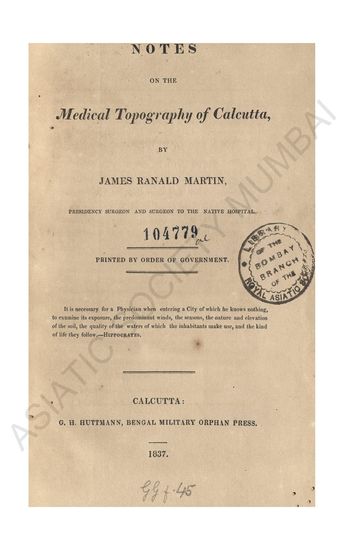 NOTES
ON THE
Medical Topography of Calcutta,
BY
JAMES RANALD MARTIN,
PRESIDENCY SURGEON AND SURGEON TO THE NATIVE HOSPITAL.
104779
PRINTED BY ORDER OF GOVERNMENT.
LIBRARY
OF THE
BOMBAY
BRANCH
OF THE
ROYAL ASIATIC
It is necessary for a Physician when entering a City of which he knows nothing,
to examine its exposure, the predominant winds, the seasons, the nature and elevation
of the soil, the quality of the waters of which the inhabitants make use, and the kind
of life they follow.—HIPPOCRATES.
CALCUTTA:
G. H. HUTTMANN, BENGAL MILITARY ORPHAN PRESS.
1837.
GG f. 45
ASIATIC SOCIETY MUMBAI